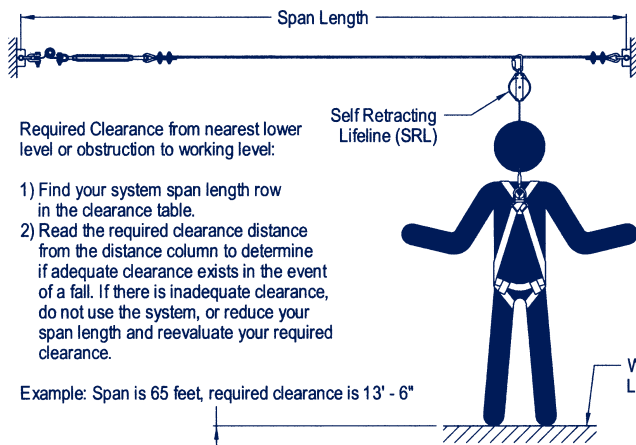 Span Length
Self Retracting
Lifeline (SRL)
Required Clearance from nearest lower
level or obstruction to working level:
1) Find your system span length row
in the clearance table.
2) Read the required clearance distance
from the distance column to determine
if adequate clearance exists in the event
of a fall. If there is inadequate clearance,
do not use the system, or reduce your
span length and reevaluate your required
clearance.
Example: Span is 65 feet, required clearance is 13' - 6"